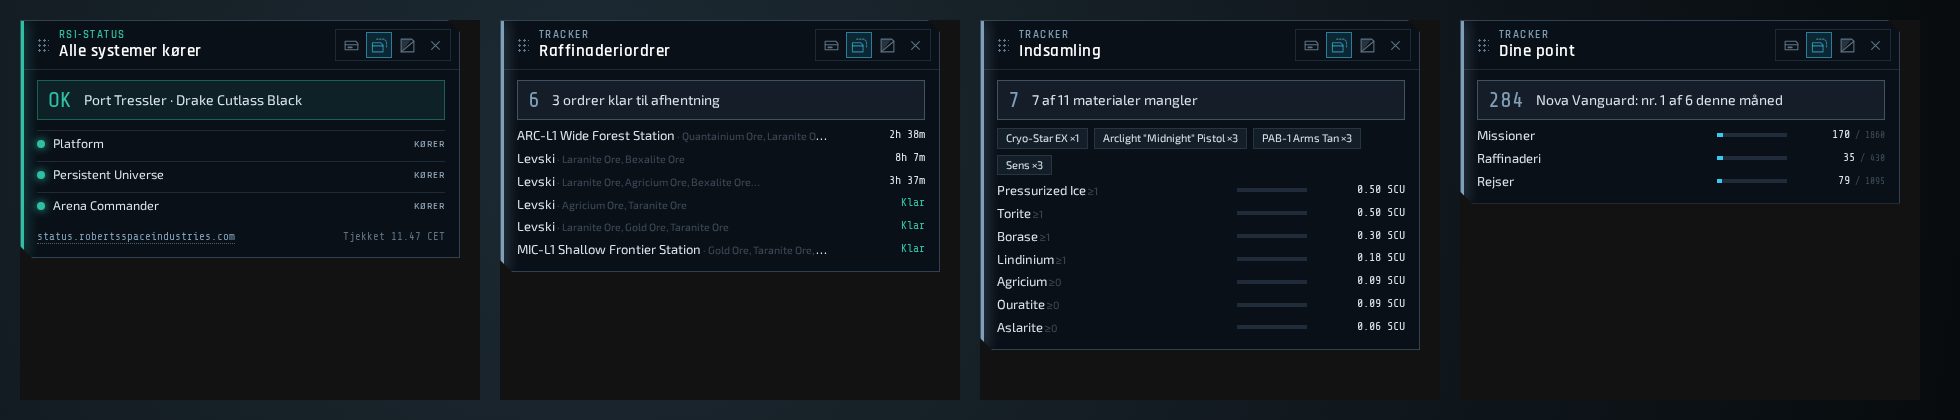 RSI-STATUS
Alle systemer kører
OK Port Tressler · Drake Cutlass Black
Platform KØRER
Persistent Universe KØRER
Arena Commander KØRER
status.robertsspaceindustries.com Tjekket 11.47 CET
TRACKER
Raffinaderiordrer
6 3 ordrer klar til afhentning
ARC-L1 Wide Forest Station · Quantainium Ore, Laranite O… 2h 38m
Levski · Laranite Ore, Bexalite Ore 8h 7m
Levski · Laranite Ore, Agricium Ore, Bexalite Ore… 3h 37m
Levski · Agricium Ore, Taranite Ore Klar
Levski · Laranite Ore, Gold Ore, Taranite Ore Klar
MIC-L1 Shallow Frontier Station · Gold Ore, Taranite Ore,… Klar
TRACKER
Indsamling
7 7 af 11 materialer mangler
Cryo-Star EX ×1 Arclight "Midnight" Pistol ×3 PAB-1 Arms Tan ×3
Sens ×3
Pressurized Ice ≥1 0.50 SCU
Torite ≥1 0.50 SCU
Borase ≥1 0.30 SCU
Lindinium ≥1 0.18 SCU
Agricium ≥0 0.09 SCU
Ouratite ≥0 0.09 SCU
Aslarite ≥0 0.06 SCU
TRACKER
Dine point
284 Nova Vanguard: nr. 1 af 6 denne måned
Missioner 170 / 1860
Raffinaderi 35 / 430
Rejser 79 / 1095